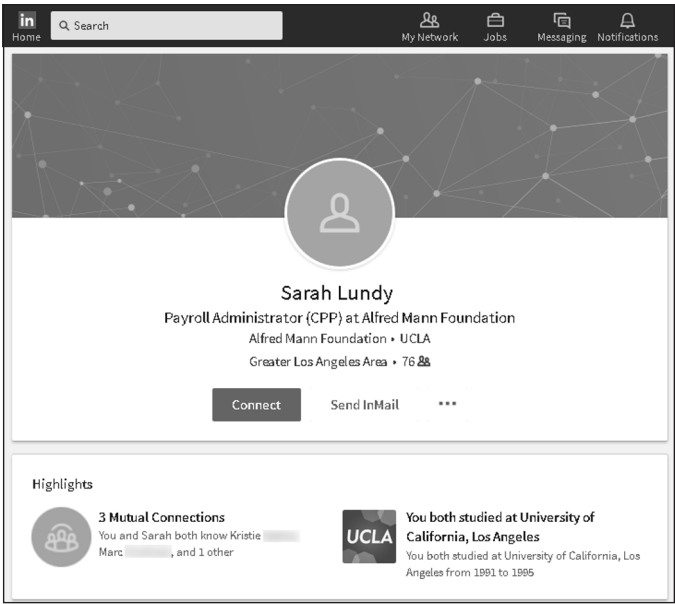 in
Home
Search
My Network
Jobs
Messaging
Notifications
Sarah Lundy
Payroll Administrator (CPP) at Alfred Mann Foundation
Alfred Mann Foundation • UCLA
Greater Los Angeles Area • 76
Connect
Send InMail
•••
Highlights
3 Mutual Connections
You and Sarah both know Kristie
Marc , and 1 other
UCLA
You both studied at University of
California, Los Angeles
You both studied at University of California, Los
Angeles from 1991 to 1995